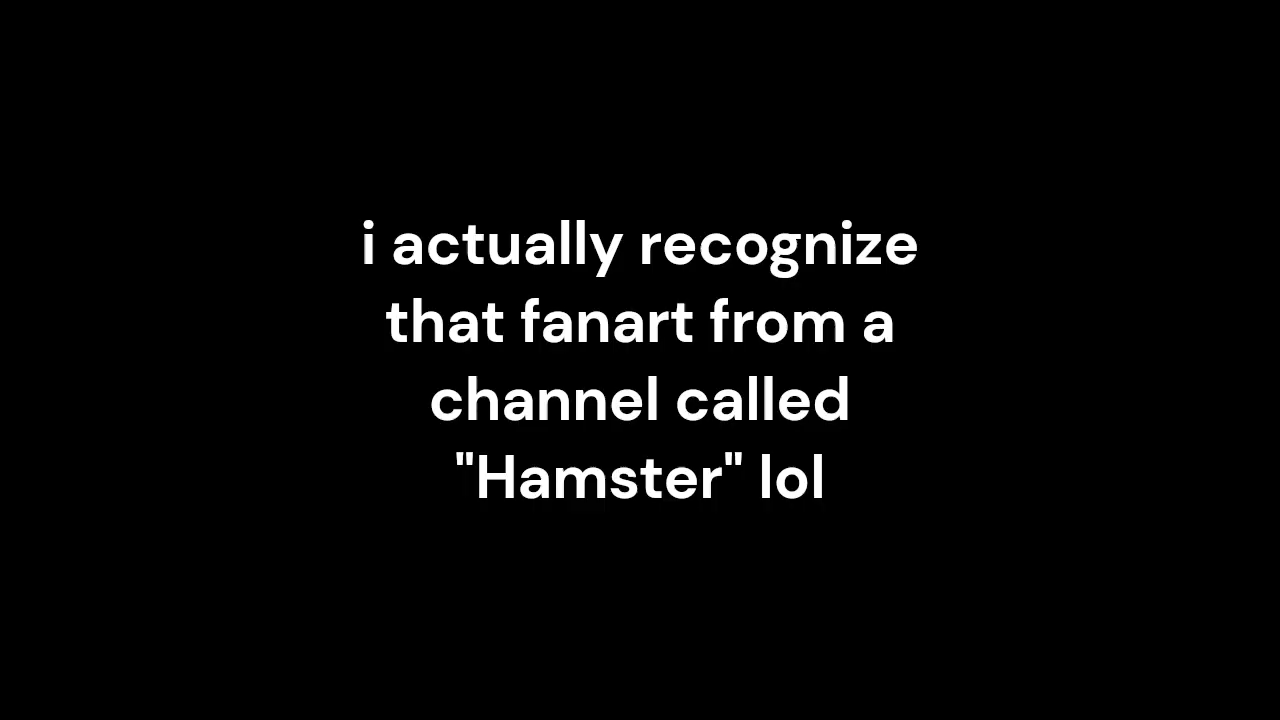 i actually recognize
that fanart from a
channel called
"Hamster" lol